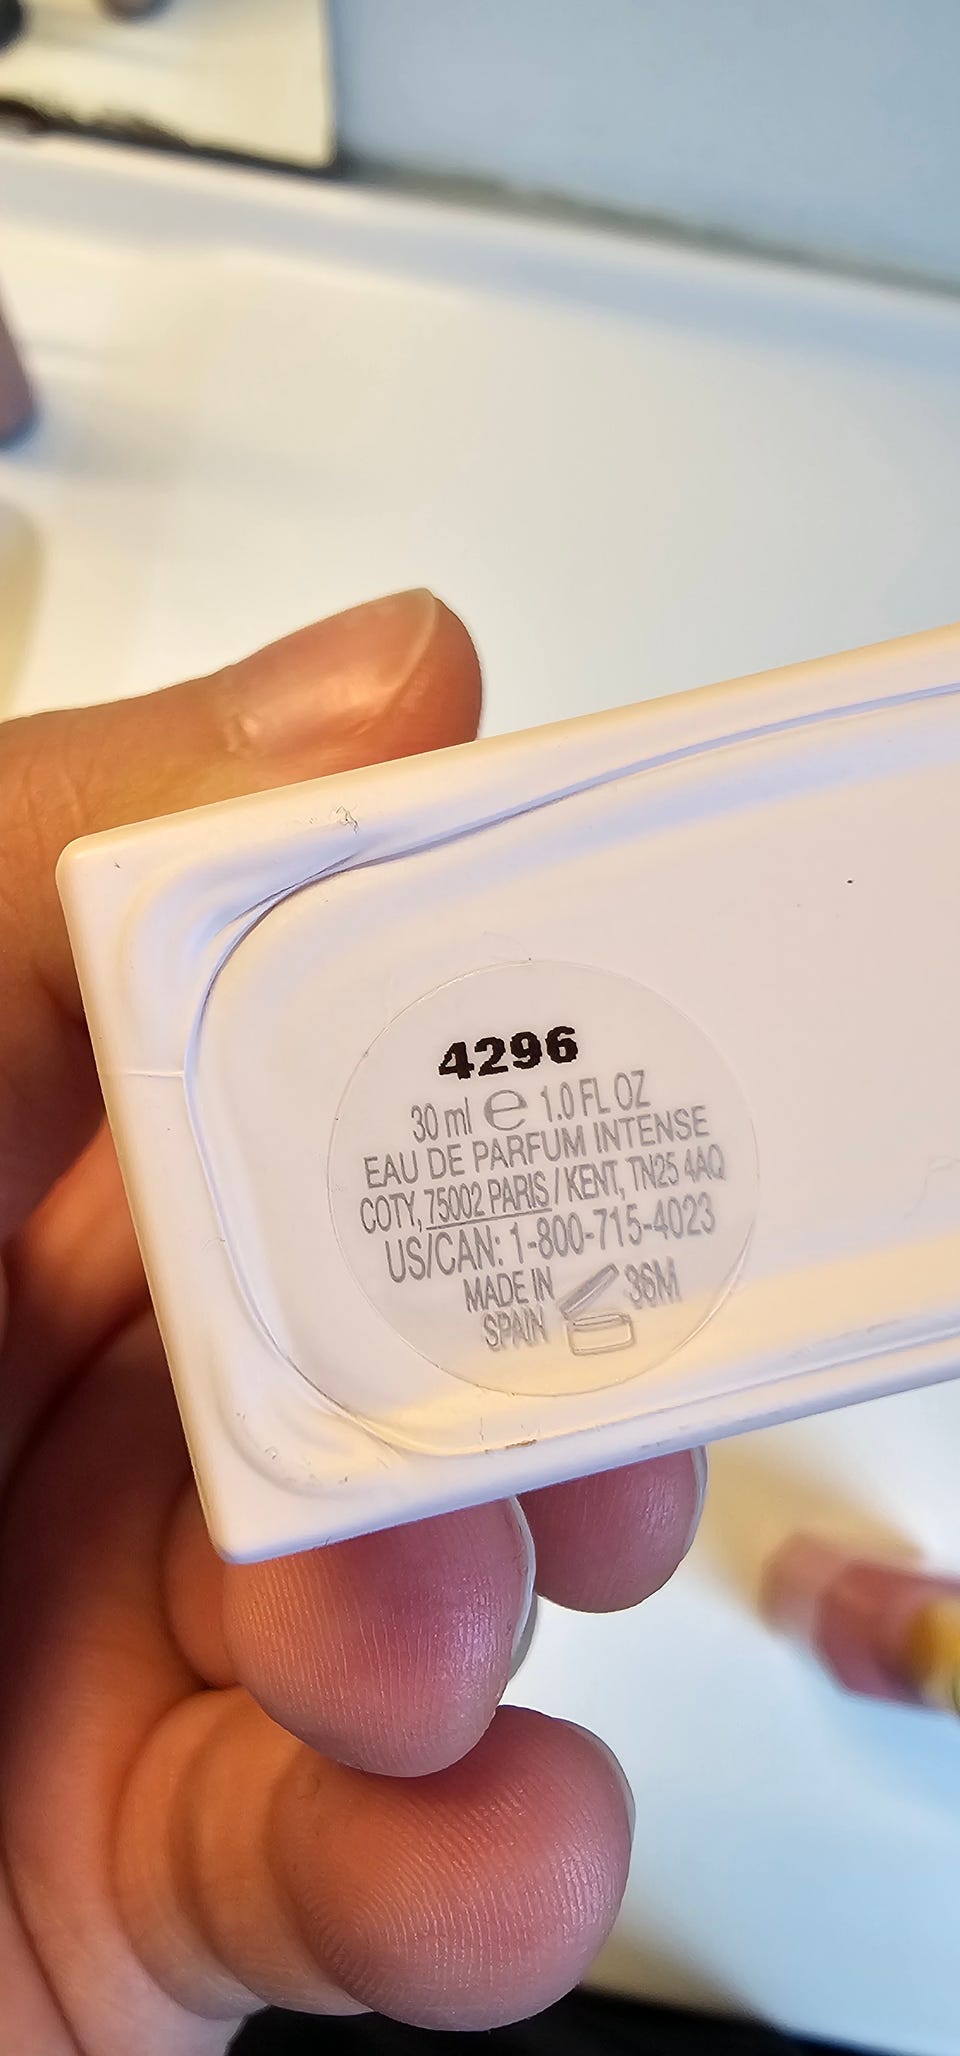 4296
30 ml e 1.0 FL OZ
EAU DE PARFUM INTENSE
COTY, 75002 PARIS / KENT, TN25 4AQ
US/CAN: 1-800-715-4023
MADE IN
SPAIN
36M